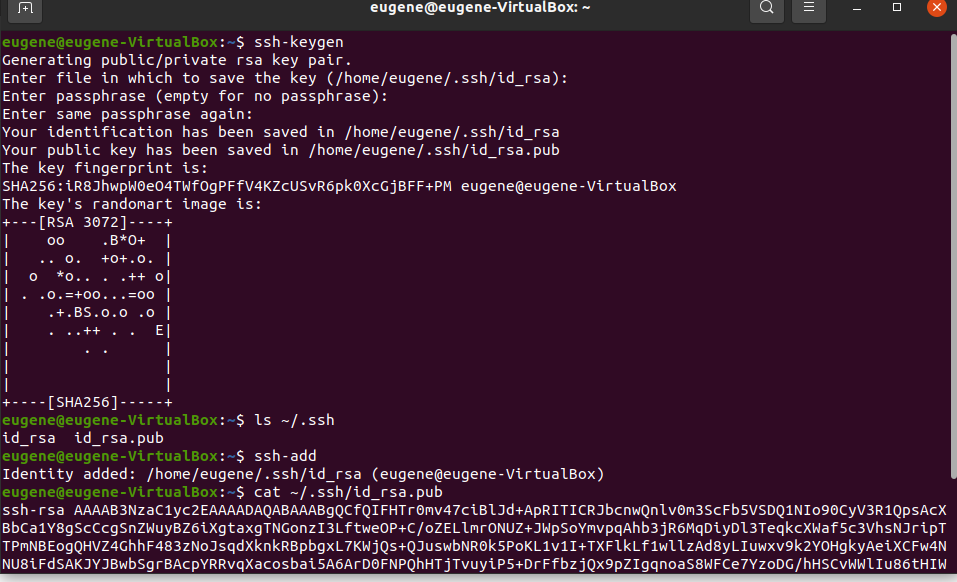 eugene@eugene-VirtualBox: ~
eugene@eugene-VirtualBox:~$ ssh-keygen
Generating public/private rsa key pair.
Enter file in which to save the key (/home/eugene/.ssh/id_rsa):
Enter passphrase (empty for no passphrase):
Enter same passphrase again:
Your identification has been saved in /home/eugene/.ssh/id_rsa
Your public key has been saved in /home/eugene/.ssh/id_rsa.pub
The key fingerprint is:
SHA256:iR8JhwpW0eO4TWfOgPFfV4KZcUSvR6pk0XcGjBFF+PM eugene@eugene-VirtualBox
The key's randomart image is:
+---[RSA 3072]----+
|    oo    .B*O+  |
|   .. o.  +o+.o. |
|  o  *o.. . .++ o|
| . .o.=+oo...=oo |
|    .+.BS.o.o .o |
|    . ..++ . .  E|
|        . .      |
|                 |
|                 |
+----[SHA256]-----+
eugene@eugene-VirtualBox:~$ ls ~/.ssh
id_rsa  id_rsa.pub
eugene@eugene-VirtualBox:~$ ssh-add
Identity added: /home/eugene/.ssh/id_rsa (eugene@eugene-VirtualBox)
eugene@eugene-VirtualBox:~$ cat ~/.ssh/id_rsa.pub
ssh-rsa AAAAB3NzaC1yc2EAAAADAQABAAABgQCfQIFHTr0mv47ciBlJd+ApRITICRJbcnwQnlv0m3ScFb5VSDQ1NIo90CyV3R1QpsAcX
BbCa1Y8gScCcgSnZWuyBZ6iXgtaxgTNGonzI3LftweOP+C/oZELlmrONUZ+JWpSoYmvpqAhb3jR6MqDiyDl3TeqkcXWaf5c3VhsNJripT
TPmNBEogQHVZ4GhhF483zNoJsqdXknkRBpbgxL7KWjQs+QJuswbNR0k5PoKL1v1I+TXFlkLf1wllzAd8yLIuwxv9k2YOHgkyAeiXCFw4N
NU8iFdSAKJYJBwbSgrBAcpYRRvqXacosbai5A6ArD0FNPQhHTjTvuyiP5+DrFfbzjQx9pZIgqnoaS8WFCe7YzoDG/hHSCvWWlIu86tHIW